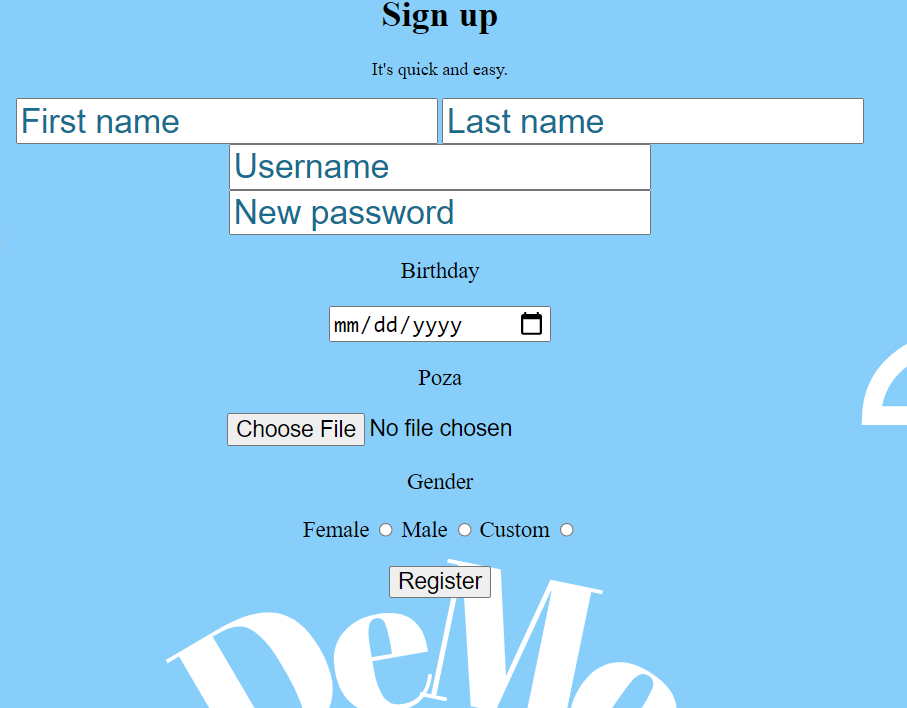 Sign up
It's quick and easy.
First name Last name
Username
New password
Birthday
mm/dd/yyyy
Poza
Choose File No file chosen
Gender
Female Male Custom
Register
DeMo